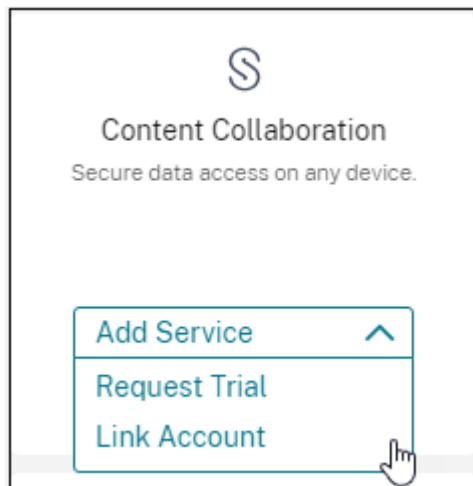 Content Collaboration
Secure data access on any device.
Add Service
Request Trial
Link Account